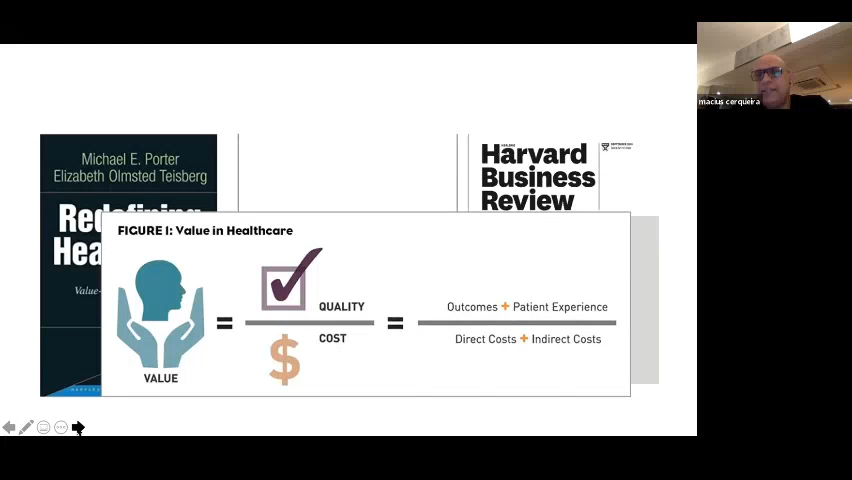 macius cerqueira
Michael E. Porter
Elizabeth Olmsted Teisberg
Harvard
Business
Review
FIGURE 1: Value in Healthcare
VALUE
=
QUALITY
COST
$
=
Outcomes + Patient Experience
Direct Costs + Indirect Costs